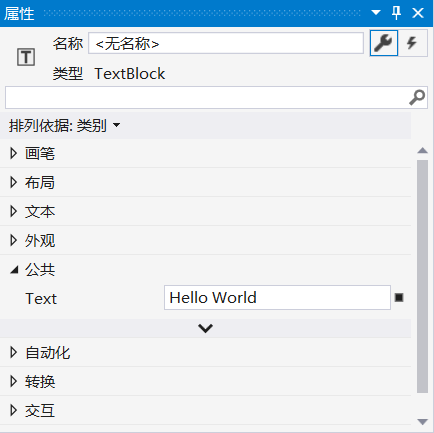 属性
名称 <无名称>
类型 TextBlock
排列依据: 类别
画笔
布局
文本
外观
公共
Text Hello World
自动化
转换
交互